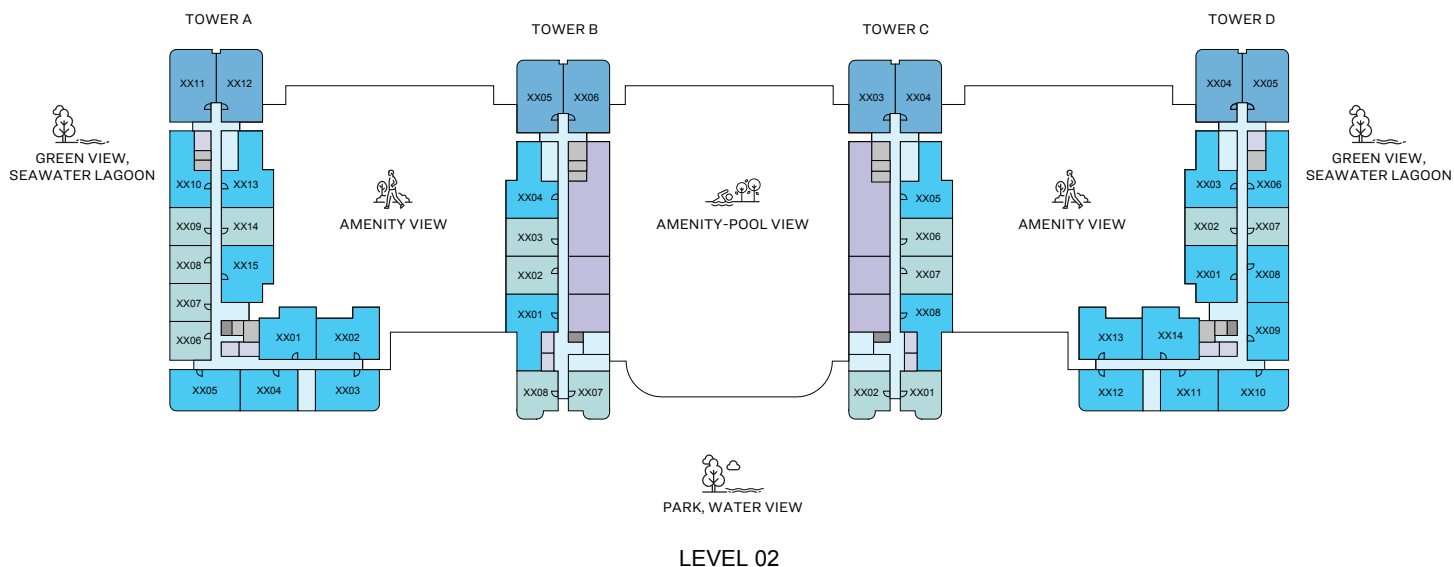 TOWER A
TOWER B
TOWER C
TOWER D
XX11 XX12
XX05 XX06
XX03 XX04
XX04 XX05
GREEN VIEW,
SEAWATER LAGOON
GREEN VIEW,
SEAWATER LAGOON
XX10 XX13
XX04
XX05
XX03 XX06
AMENITY VIEW
AMENITY-POOL VIEW
AMENITY VIEW
XX09 XX14
XX03
XX06
XX02 XX07
XX08 XX15
XX02
XX07
XX01 XX08
XX07
XX01
XX08
XX06 XX01 XX02
XX13 XX14 XX09
XX05 XX04 XX03
XX08 XX07
XX02 XX01
XX12 XX11 XX10
PARK, WATER VIEW
LEVEL 02